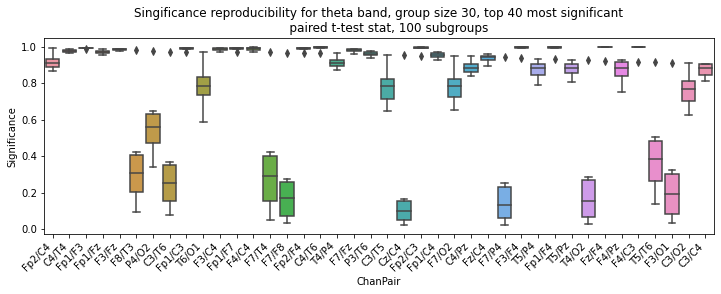 Singificance reproducibility for theta band, group size 30, top 40 most significant
paired t-test stat, 100 subgroups
Significance
1.0
0.8
0.6
0.4
0.2
0.0
Fp2/C4
C4/T4
Fp1/F3
Fp1/Fz
F3/Fz
F8/T3
P4/O2
C3/T6
Fp1/C3
T6/O1
F3/C4
Fp1/F7
F4/C4
F7/T4
F7/F8
Fp2/F4
C4/T6
T4/P4
F7/Fz
P3/T6
C3/T5
Cz/C4
Fp2/C3
Fp1/C4
F7/O2
C4/Pz
Fz/C4
F7/P4
F3/F4
T5/P4
Fp1/F4
T5/Pz
T4/O2
Fz/F4
F4/Pz
F4/C3
T5/T6
F3/O1
C3/O2
C3/C4
ChanPair